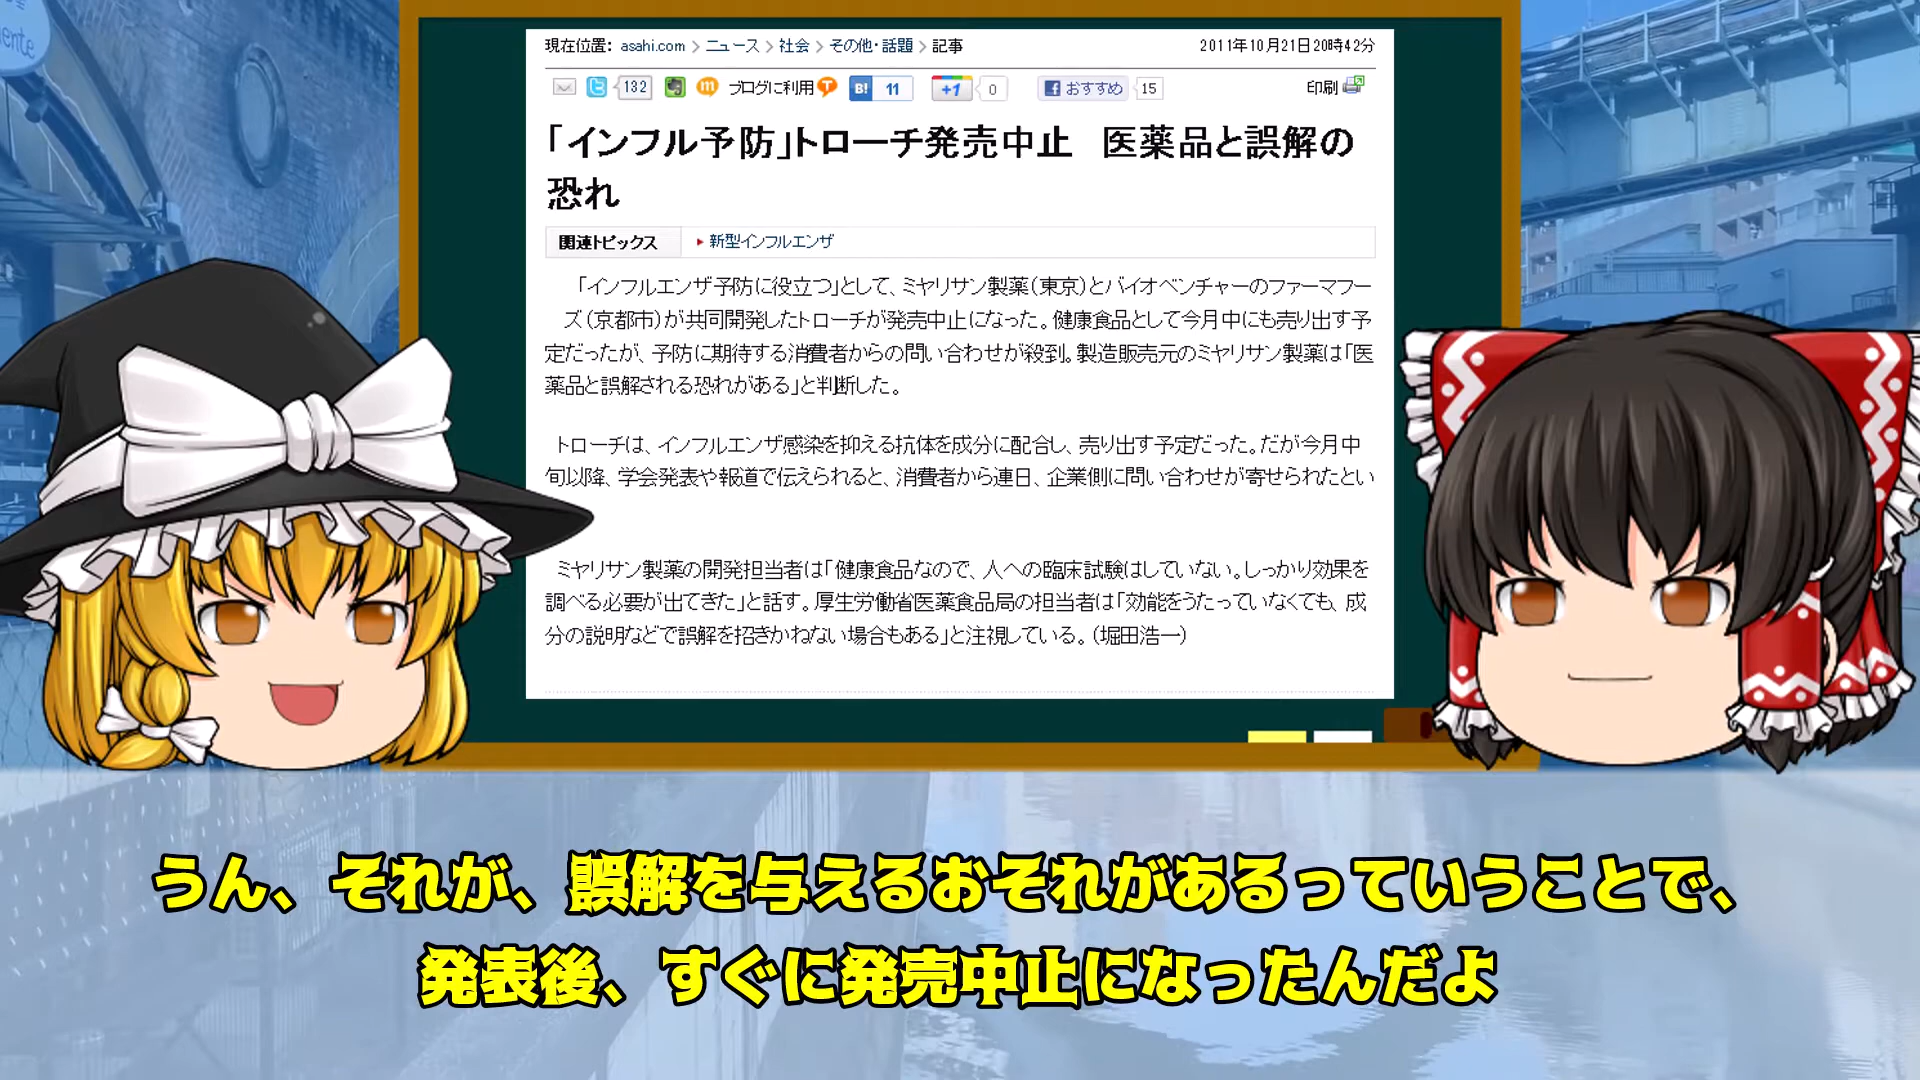 ente
現在位置： asahi.com > ニュース > 社会 > その他・話題 > 記事
2011年10月21日20時42分
132 ブログに利用 B! 11 +1 0 おすすめ 15 印刷
「インフル予防」トローチ発売中止　医薬品と誤解の
恐れ
関連トピックス 新型インフルエンザ
「インフルエンザ予防に役立つ」として、ミヤリサン製薬（東京）とバイオベンチャーのファーマフー
ズ（京都市）が共同開発したトローチが発売中止になった。健康食品として今月中にも売り出す予
定だったが、予防に期待する消費者からの問い合わせが殺到。製造販売元のミヤリサン製薬は「医
薬品と誤解される恐れがある」と判断した。
トローチは、インフルエンザ感染を抑える抗体を成分に配合し、売り出す予定だった。だが今月中
旬以降、学会発表や報道で伝えられると、消費者から連日、企業側に問い合わせが寄せられたとい
ミヤリサン製薬の開発担当者は「健康食品なので、人への臨床試験はしていない。しっかり効果を
調べる必要が出てきた」と話す。厚生労働省医薬食品局の担当者は「効能をうたっていなくても、成
分の説明などで誤解を招きかねない場合もある」と注視している。（堀田浩一）
うん、それが、誤解を与えるおそれがあるっていうことで、
発表後、すぐに発売中止になったんだよ